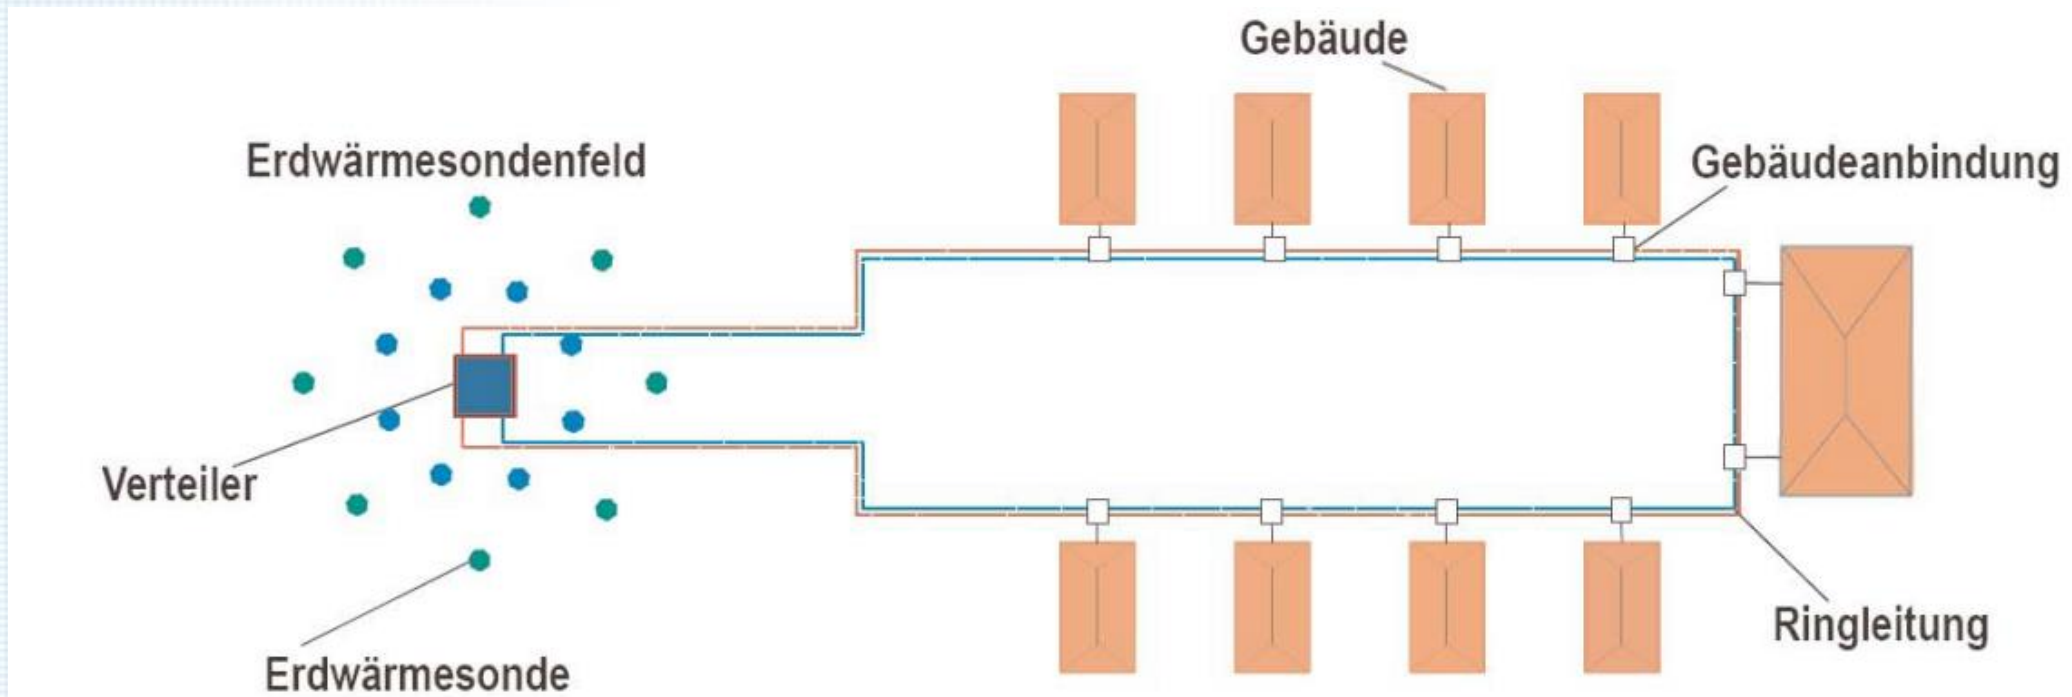 Gebäude
Erdwärmesondenfeld
Gebäudeanbindung
Verteiler
Ringleitung
Erdwärmesonde